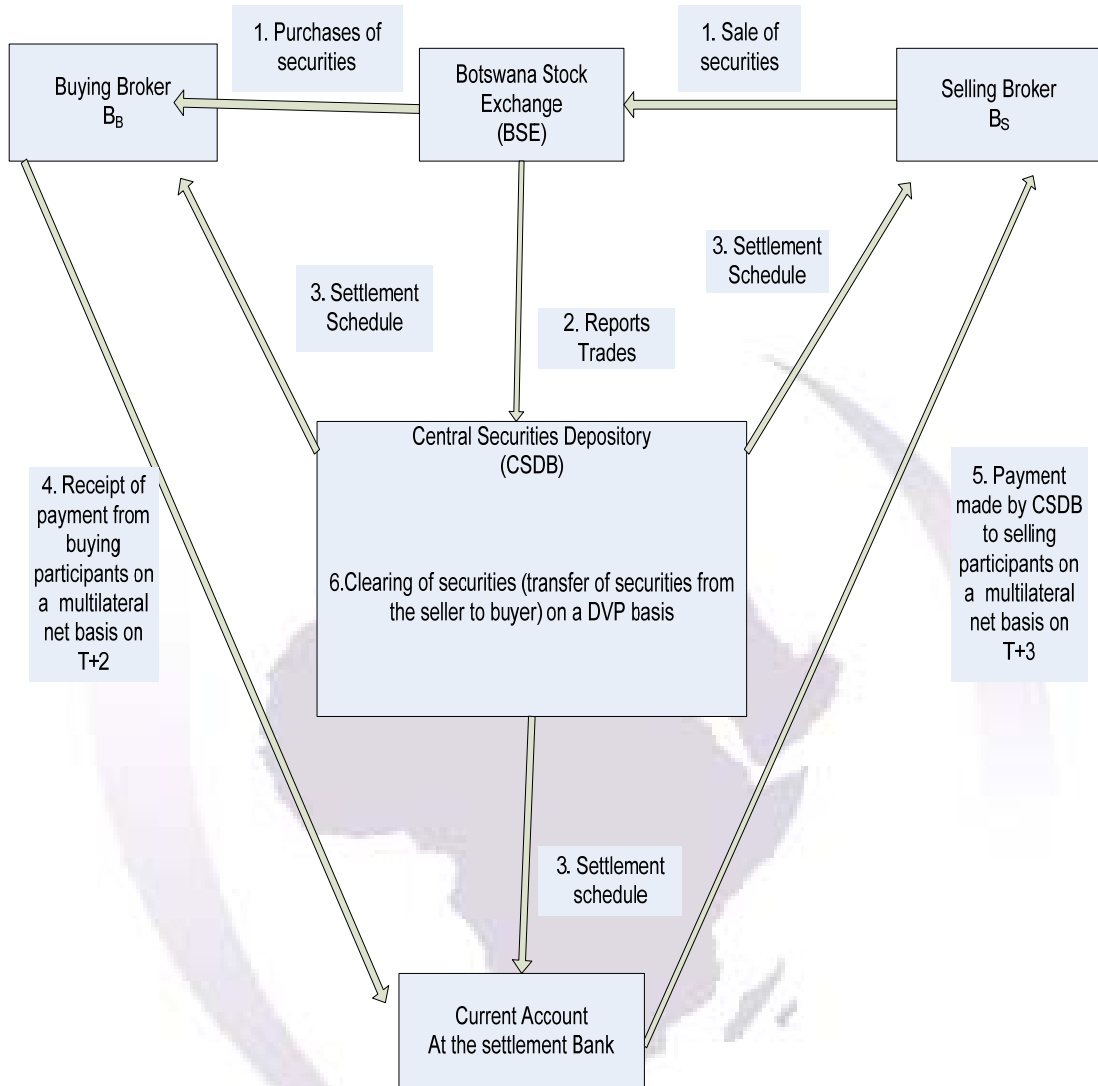 1. Purchases of
securities
1. Sale of
securities
Buying Broker
BB
Botswana Stock
Exchange
(BSE)
Selling Broker
BS
3. Settlement
Schedule
3. Settlement
Schedule
2. Reports
Trades
Central Securities Depository
(CSDB)
6.Clearing of securities (transfer of securities from
the seller to buyer) on a DVP basis
4. Receipt of
payment from
buying
participants on
a multilateral
net basis on
T+2
5. Payment
made by CSDB
to selling
participants on
a multilateral
net basis on
T+3
3. Settlement
schedule
Current Account
At the settlement Bank